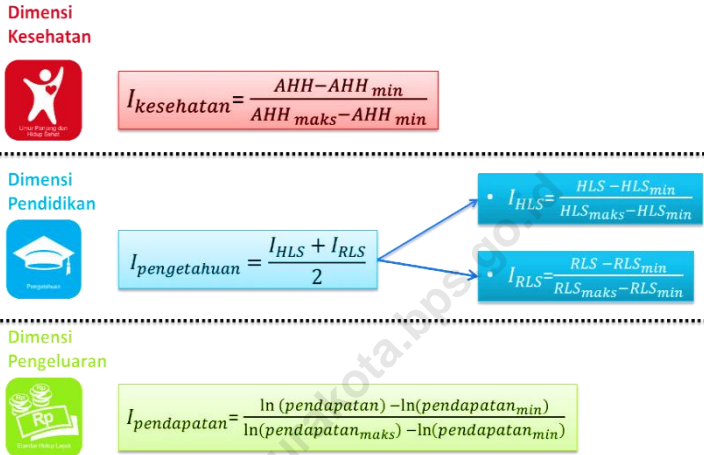 Dimensi
Kesehatan
Umur Panjang dan
Hidup Sehat
I_kesehatan = (AHH−AHH_min)/(AHH_maks−AHH_min)
Dimensi
Pendidikan
Pengetahuan
I_pengetahuan = (I_HLS + I_RLS)/2
• I_HLS = (HLS −HLS_min)/(HLS_maks−HLS_min)
• I_RLS = (RLS −RLS_min)/(RLS_maks−RLS_min)
Dimensi
Pengeluaran
Rp
Standar Hidup Layak
I_pendapatan = (ln (pendapatan) −ln(pendapatan_min))/(ln(pendapatan_maks) −ln(pendapatan_min))